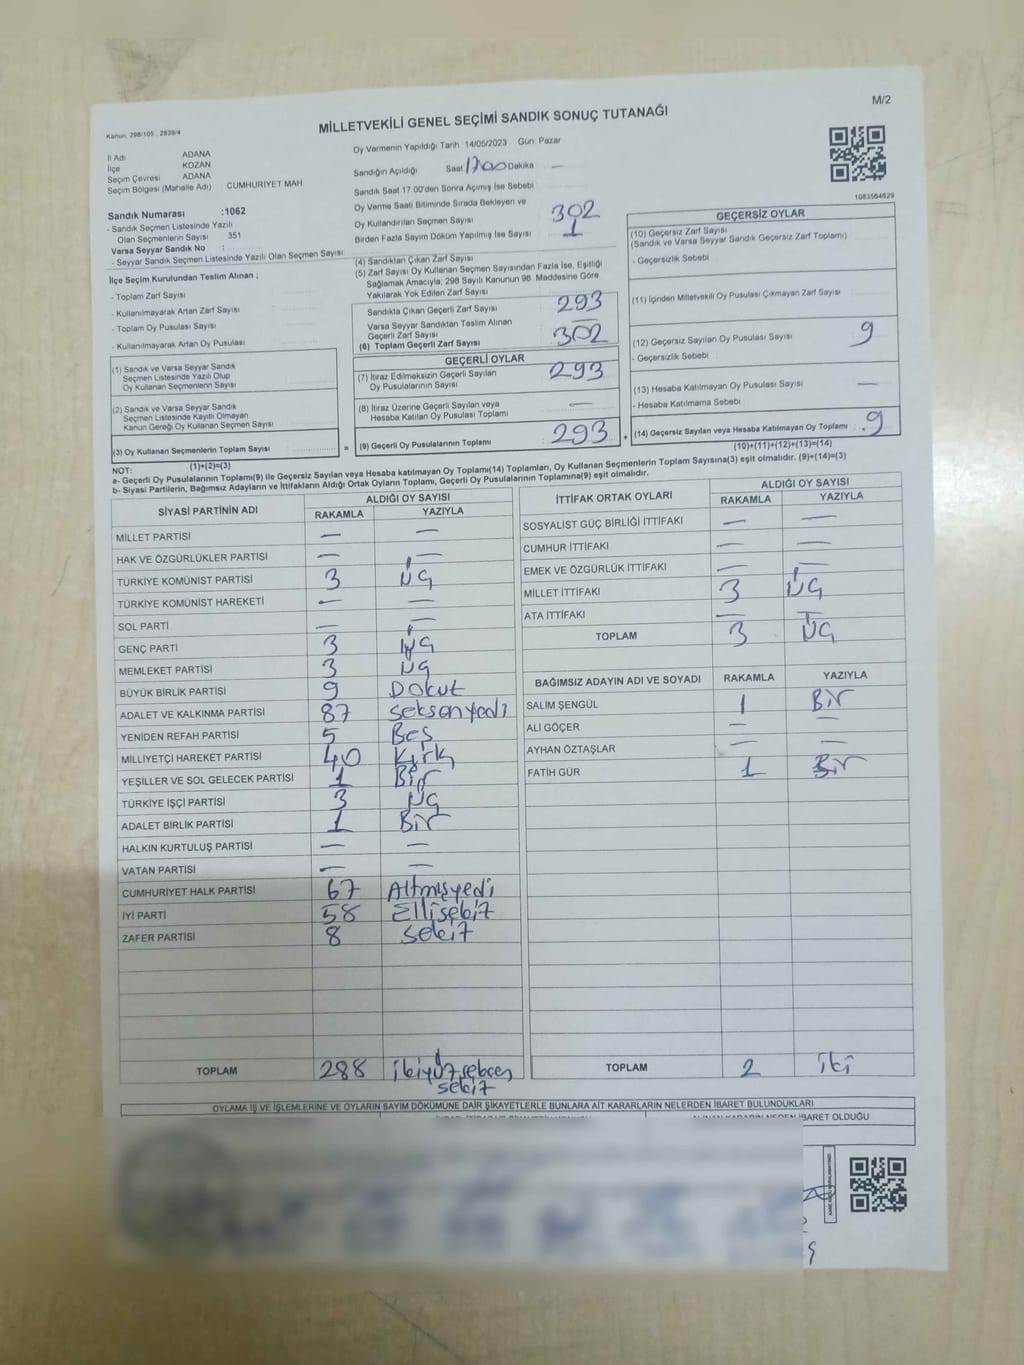 M/2
Kanun. 298/105 , 2839/4
MİLLETVEKİLİ GENEL SEÇİMİ SANDIK SONUÇ TUTANAĞI
İl Adı ADANA
İlçe KOZAN
Seçim Çevresi ADANA
Seçim Bölgesi (Mahalle Adı) CUMHURİYET MAH
Sandık Numarası :1062
- Sandık Seçmen Listesinde Yazılı
Olan Seçmenlerin Sayısı 351
Varsa Seyyar Sandık No :
- Seyyar Sandık Seçmen Listesinde Yazılı Olan Seçmen Sayısı
İlçe Seçim Kurulundan Teslim Alınan ;
- Toplam Zarf Sayısı
- Kullanılmayarak Artan Zarf Sayısı
- Toplam Oy Pusulası Sayısı
- Kullanılmayarak Artan Oy Pusulası
(1) Sandık ve Varsa Seyyar Sandık
Seçmen Listesinde Yazılı Olup
Oy Kullanan Seçmenlerin Sayısı
(2) Sandık ve Varsa Seyyar Sandık
Seçmen Listesinde Kayıtlı Olmayan
Kanun Gereği Oy Kullanan Seçmen Sayısı
(3) Oy Kullanan Seçmenlerin Toplam Sayısı =
(1)+(2)=(3)
Oy Vermenin Yapıldığı Tarih 14/05/2023 Gün: Pazar
Sandığın Açıldığı Saat 17.00 Dakika —
Sandık Saat 17.00'den Sonra Açılmış İse Sebebi
Oy Verme Saati Bitiminde Sırada Bekleyen ve
Oy Kullandırılan Seçmen Sayısı 302
Birden Fazla Sayım Döküm Yapılmış İse Sayısı 1
(4) Sandıktan Çıkan Zarf Sayısı
(5) Zarf Sayısı Oy Kullanan Seçmen Sayısından Fazla İse, Eşitliği
Sağlamak Amacıyla, 298 Sayılı Kanunun 98. Maddesine Göre
Yakılarak Yok Edilen Zarf Sayısı
Sandıkta Çıkan Geçerli Zarf Sayısı 293
Varsa Seyyar Sandıktan Teslim Alınan
Geçerli Zarf Sayısı —
(6) Toplam Geçerli Zarf Sayısı 302
GEÇERLİ OYLAR
(7) İtiraz Edilmeksizin Geçerli Sayılan
Oy Pusulalarının Sayısı 293
(8) İtiraz Üzerine Geçerli Sayılan veya
Hesaba Katılan Oy Pusulası Toplamı —
(9) Geçerli Oy Pusulalarının Toplamı 293 +
1083564629
GEÇERSİZ OYLAR
(10) Geçersiz Zarf Sayısı
(Sandık ve Varsa Seyyar Sandık Geçersiz Zarf Toplamı)
- Geçersizlik Sebebi
(11) İçinden Milletvekili Oy Pusulası Çıkmayan Zarf Sayısı
(12) Geçersiz Sayılan Oy Pusulası Sayısı 9
- Geçersizlik Sebebi
(13) Hesaba Katılmayan Oy Pusulası Sayısı —
- Hesaba Katılmama Sebebi
(14) Geçersiz Sayılan veya Hesaba Katılmayan Oy Toplamı 9
(10)+(11)+(12)+(13)=(14)
NOT:
a- Geçerli Oy Pusulalarının Toplamı(9) ile Geçersiz Sayılan veya Hesaba katılmayan Oy Toplamı(14) Toplamları, Oy Kullanan Seçmenlerin Toplam Sayısına(3) eşit olmalıdır. (9)+(14)=(3)
b- Siyasi Partilerin, Bağımsız Adayların ve İttifakların Aldığı Ortak Oyların Toplamı, Geçerli Oy Pusulalarının Toplamına(9) eşit olmalıdır.
SİYASİ PARTİNİN ADI ALDIĞI OY SAYISI
RAKAMLA YAZIYLA
MİLLET PARTİSİ — —
HAK VE ÖZGÜRLÜKLER PARTİSİ — —
TÜRKİYE KOMÜNİST PARTİSİ 3 ÜÇ
TÜRKİYE KOMÜNİST HAREKETİ — —
SOL PARTİ — —
GENÇ PARTİ 3 ÜÇ
MEMLEKET PARTİSİ 3 ÜÇ
BÜYÜK BİRLİK PARTİSİ 9 Dokuz
ADALET VE KALKINMA PARTİSİ 87 Seksenyedi
YENİDEN REFAH PARTİSİ 5 Beş
MİLLİYETÇİ HAREKET PARTİSİ 40 Kırk
YEŞİLLER VE SOL GELECEK PARTİSİ 1 Bir
TÜRKİYE İŞÇİ PARTİSİ 3 ÜÇ
ADALET BİRLİK PARTİSİ 1 Bir
HALKIN KURTULUŞ PARTİSİ — —
VATAN PARTİSİ — —
CUMHURİYET HALK PARTİSİ 67 Altmışyedi
İYİ PARTİ 58 Ellisekiz
ZAFER PARTİSİ 8 Sekiz
TOPLAM 288 ikiyüzseksen
sekiz
İTTİFAK ORTAK OYLARI ALDIĞI OY SAYISI
RAKAMLA YAZIYLA
SOSYALİST GÜÇ BİRLİĞİ İTTİFAKI — —
CUMHUR İTTİFAKI — —
EMEK VE ÖZGÜRLÜK İTTİFAKI — —
MİLLET İTTİFAKI 3 ÜÇ
ATA İTTİFAKI — —
TOPLAM 3 ÜÇ
BAĞIMSIZ ADAYIN ADI VE SOYADI RAKAMLA YAZIYLA
SALİM ŞENGÜL 1 Bir
ALİ GÖÇER — —
AYHAN ÖZTAŞLAR — —
FATİH GÜR 1 Bir
TOPLAM 2 iki
OYLAMA İŞ VE İŞLEMLERİNE VE OYLARIN SAYIM DÖKÜMÜNE DAİR ŞİKAYETLERLE BUNLARA AİT KARARLARIN NELERDEN İBARET BULUNDUKLARI
ALINAN KARARIN NEDEN İBARET OLDUĞU